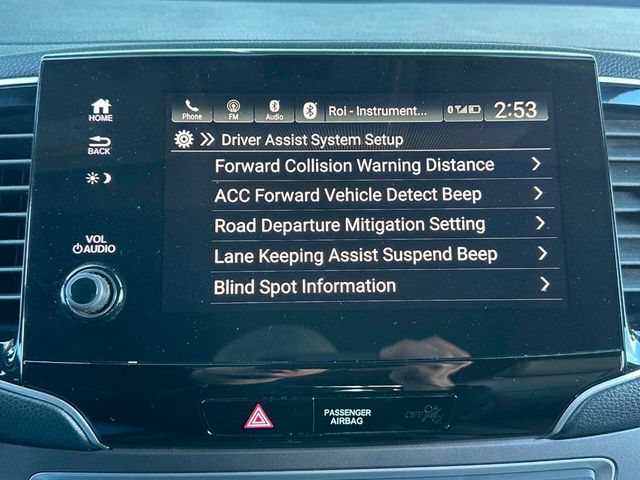 HOME
BACK
VOL
AUDIO
Phone
FM
Audio
Roi - Instrument...
2:53
Driver Assist System Setup
Forward Collision Warning Distance
ACC Forward Vehicle Detect Beep
Road Departure Mitigation Setting
Lane Keeping Assist Suspend Beep
Blind Spot Information
PASSENGER
AIRBAG
OFF